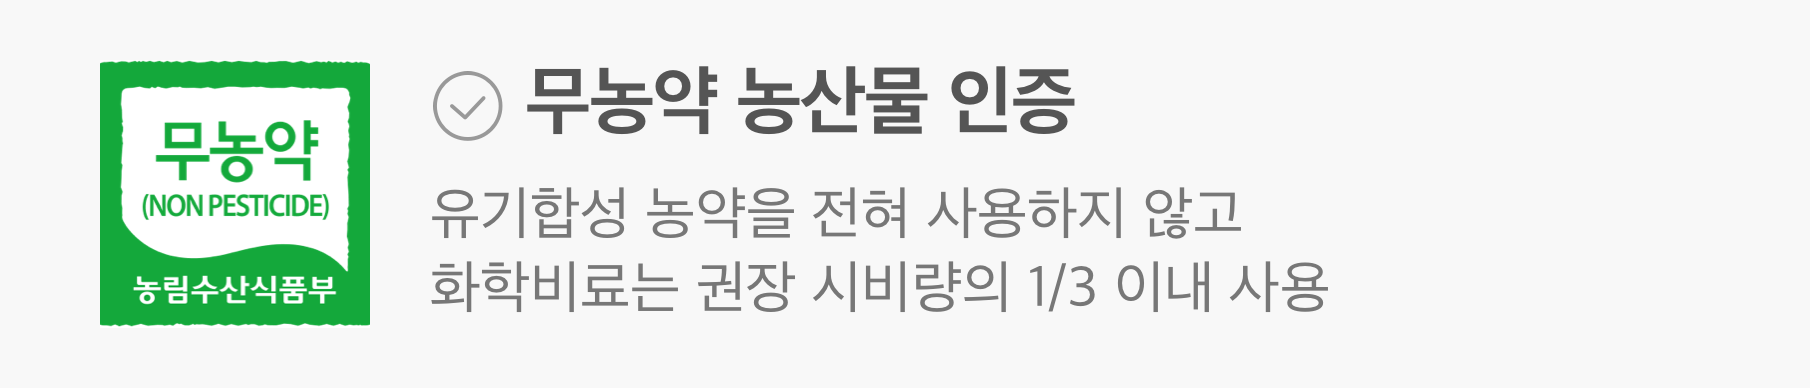 무농약
(NON PESTICIDE)
농림수산식품부
무농약 농산물 인증
유기합성 농약을 전혀 사용하지 않고
화학비료는 권장 시비량의 1/3 이내 사용